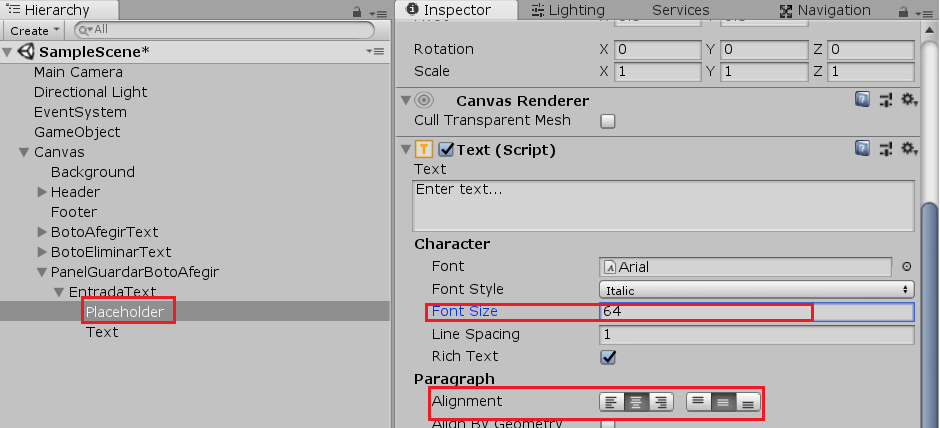 Hierarchy
Create
All
SampleScene*
Main Camera
Directional Light
EventSystem
GameObject
Canvas
Background
Header
Footer
BotoAfegirText
BotoEliminarText
PanelGuardarBotoAfegir
EntradaText
Placeholder
Text
Inspector
Lighting
Services
Navigation
Rotation X 0 Y 0 Z 0
Scale X 1 Y 1 Z 1
Canvas Renderer
Cull Transparent Mesh
Text (Script)
Text
Enter text...
Character
Font Arial
Font Style Italic
Font Size 64
Line Spacing 1
Rich Text
Paragraph
Alignment
Align By Geometry